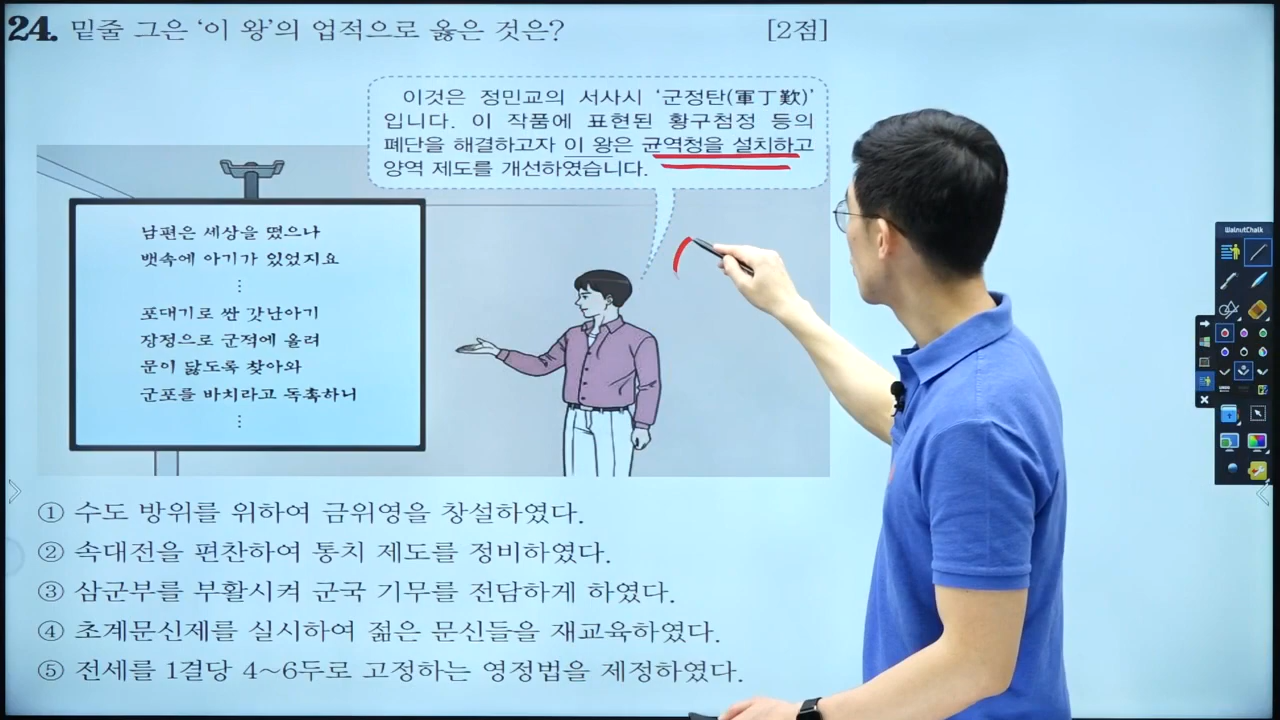 24. 밑줄 그은 ‘이 왕’의 업적으로 옳은 것은? [2점]
이것은 정민교의 서사시 ‘군정탄(軍丁歎)’
입니다. 이 작품에 표현된 황구첨정 등의
폐단을 해결하고자 이 왕은 균역청을 설치하고
양역 제도를 개선하였습니다.
남편은 세상을 떴으나
뱃속에 아기가 있었지요
⋮
포대기로 싼 갓난아기
장정으로 군적에 올려
문이 닳도록 찾아와
군포를 바치라고 독촉하니
⋮
① 수도 방위를 위하여 금위영을 창설하였다.
② 속대전을 편찬하여 통치 제도를 정비하였다.
③ 삼군부를 부활시켜 군국 기무를 전담하게 하였다.
④ 초계문신제를 실시하여 젊은 문신들을 재교육하였다.
⑤ 전세를 1결당 4~6두로 고정하는 영정법을 제정하였다.
WalnutChalk